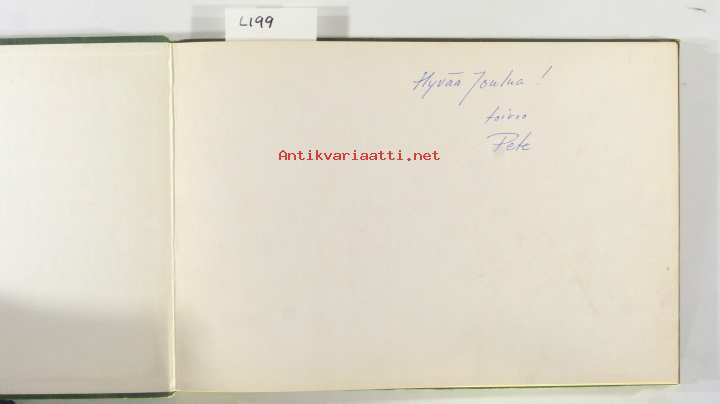 L199
Hyvää Joulua!
toivoo
Pete
Antikvariaatti.net